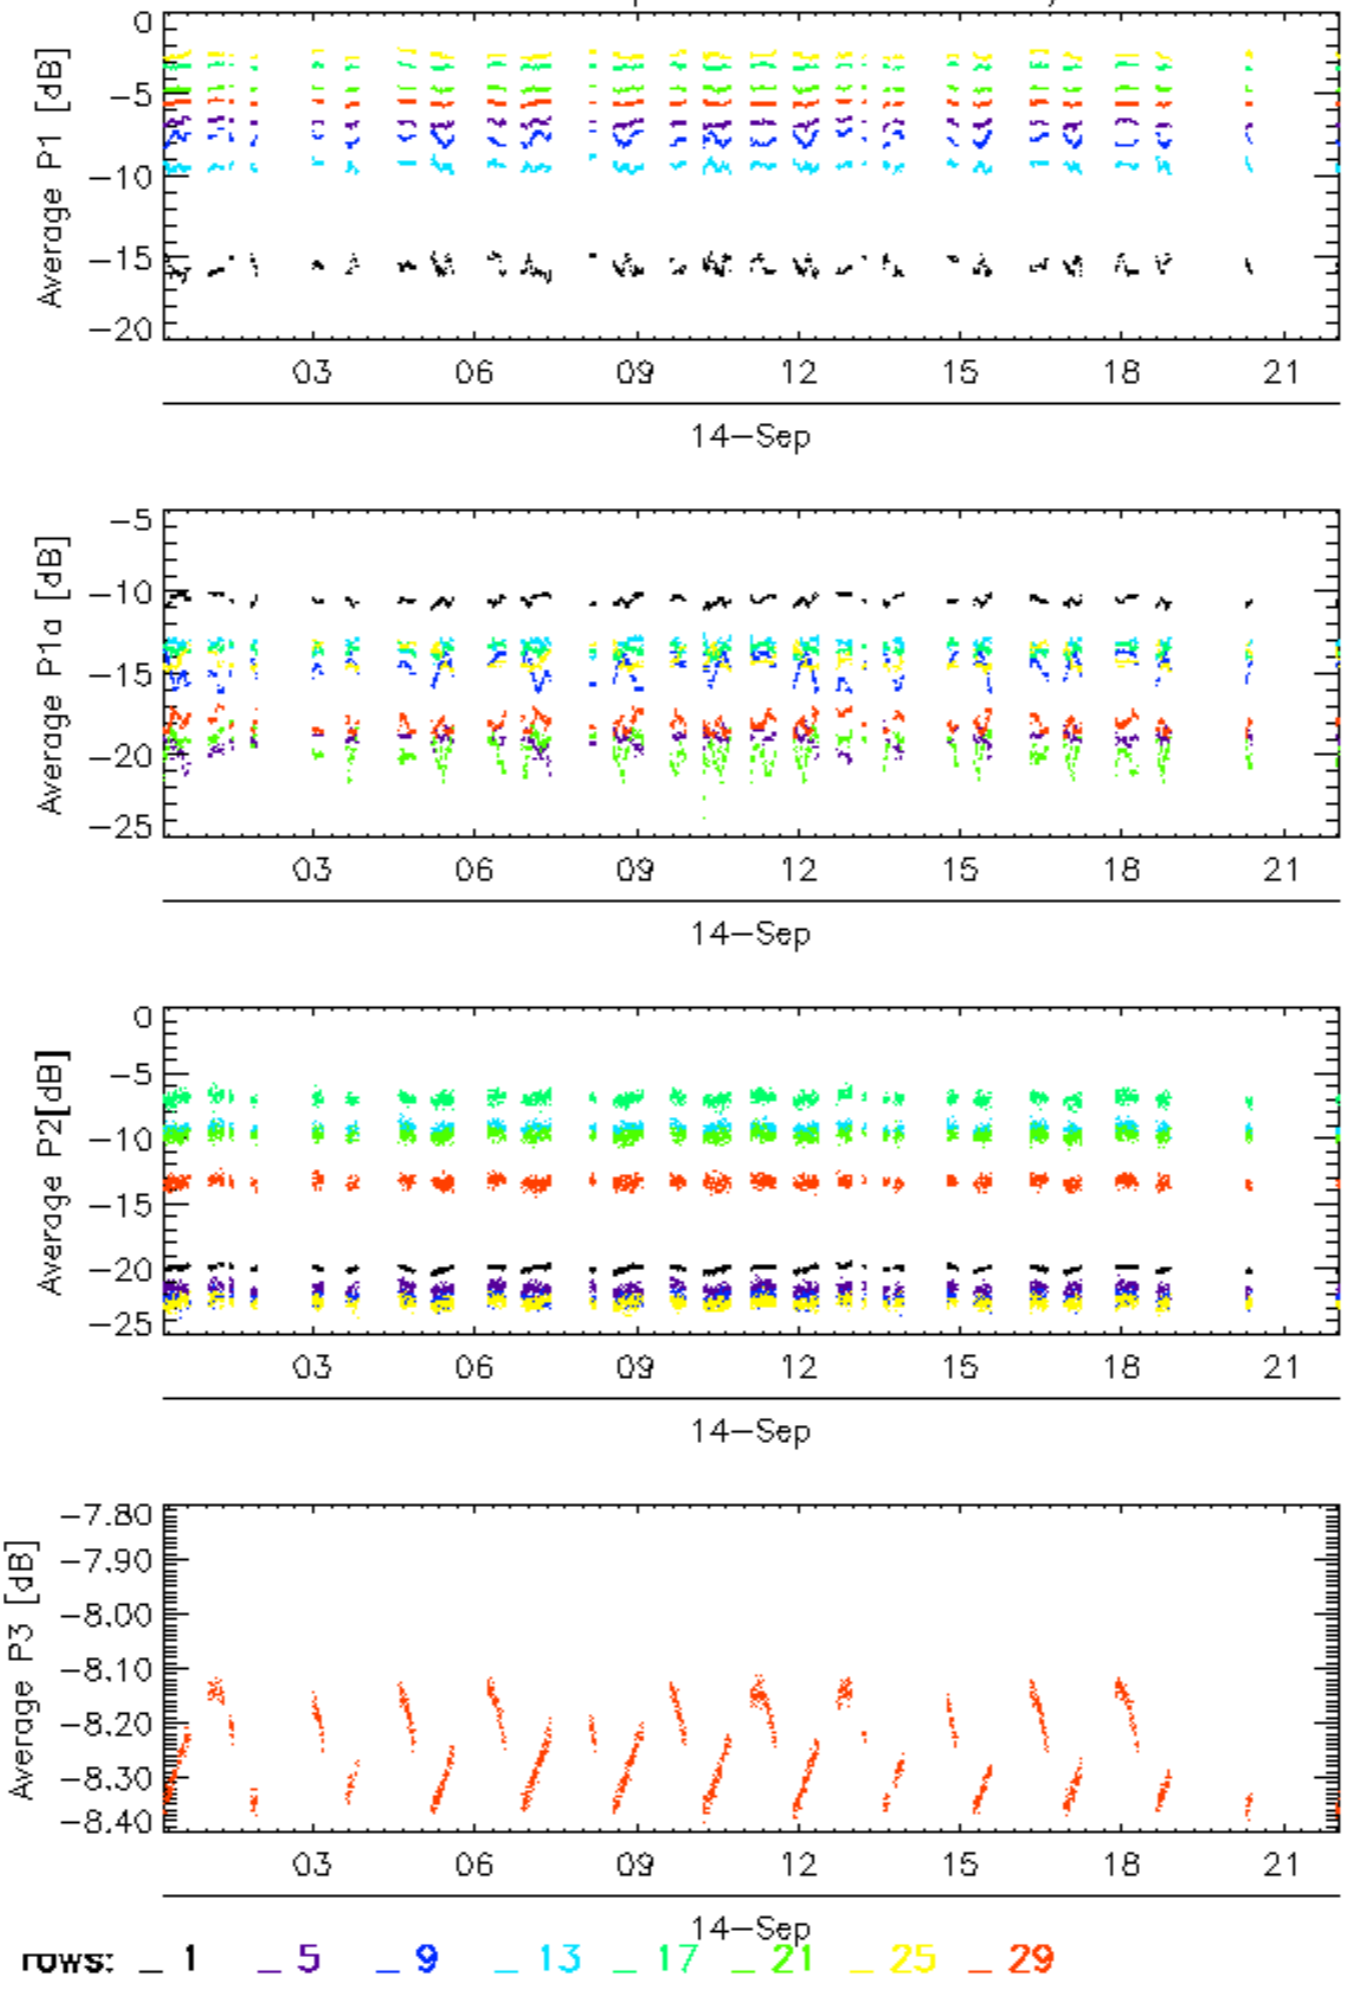 0
Average P1 [dB]
−5
−10
−15
−20
03 06 09 12 15 18 21
14−Sep
−5
Average P1a [dB]
−10
−15
−20
−25
03 06 09 12 15 18 21
14−Sep
0
Average P2[dB]
−5
−10
−15
−20
−25
03 06 09 12 15 18 21
14−Sep
−7.80
Average P3 [dB]
−7.90
−8.00
−8.10
−8.20
−8.30
−8.40
03 06 09 12 15 18 21
14−Sep
rows: _ 1 _ 5 _ 9 _ 13 _ 17 _ 21 _ 25 _ 29